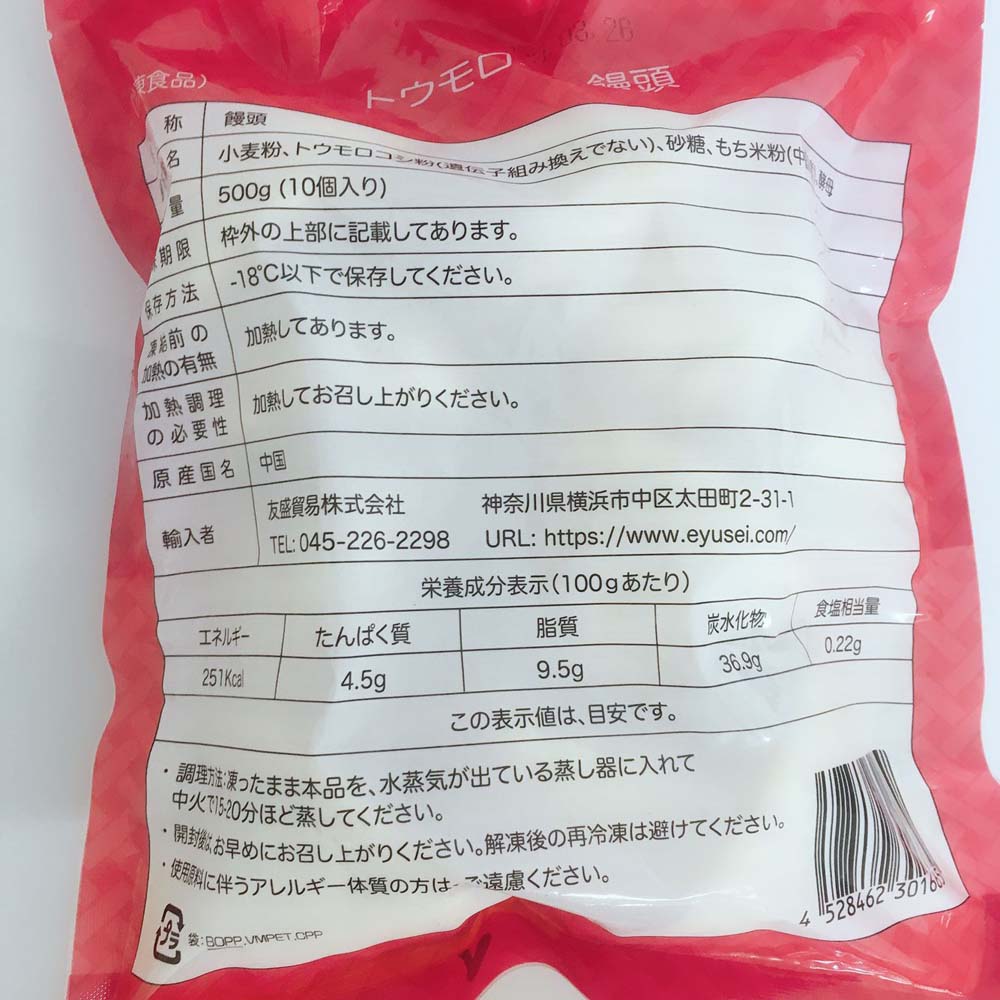 08.26
凍食品)
トウモロ 饅頭
称 饅頭
名 小麦粉、トウモロコシ粉(遺伝子組み換えでない)、砂糖、もち米粉(中 酵母
量 500g (10個入り)
期限 枠外の上部に記載してあります。
保存方法 -18℃以下で保存してください。
凍結前の
加熱の有無 加熱してあります。
加熱調理
の必要性 加熱してお召し上がりください。
原産国名 中国
輸入者 友盛貿易株式会社 神奈川県横浜市中区太田町2-31-1
TEL: 045-226-2298 URL: https://www.eyusei.com/
栄養成分表示(100gあたり)
エネルギー たんぱく質 脂質 炭水化物 食塩相当量
251Kcal 4.5g 9.5g 36.9g 0.22g
この表示値は、目安です。
・調理方法:凍ったまま本品を、水蒸気が出ている蒸し器に入れて
中火で15-20分ほど蒸してください。
・開封後はお早めにお召し上がりください。解凍後の再冷凍は避けてください。
・使用原料に伴うアレルギー体質の方は、ご遠慮ください。
プラ 袋:BOPP.VMPET.CPP
4 528462 30166